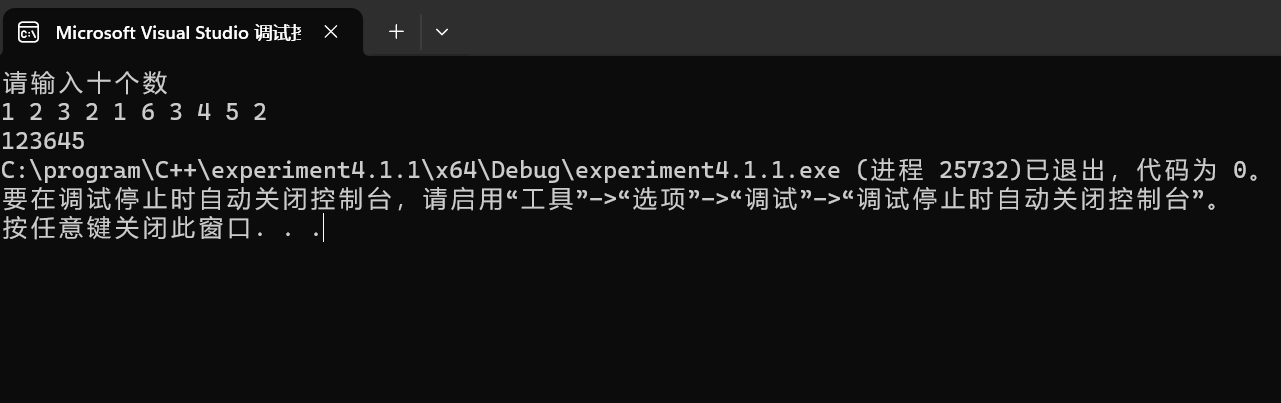 Microsoft Visual Studio 调试
请输入十个数
1 2 3 2 1 6 3 4 5 2
123645
C:\program\C++\experiment4.1.1\x64\Debug\experiment4.1.1.exe (进程 25732)已退出，代码为 0。
要在调试停止时自动关闭控制台，请启用“工具”->“选项”->“调试”->“调试停止时自动关闭控制台”。
按任意键关闭此窗口. . .